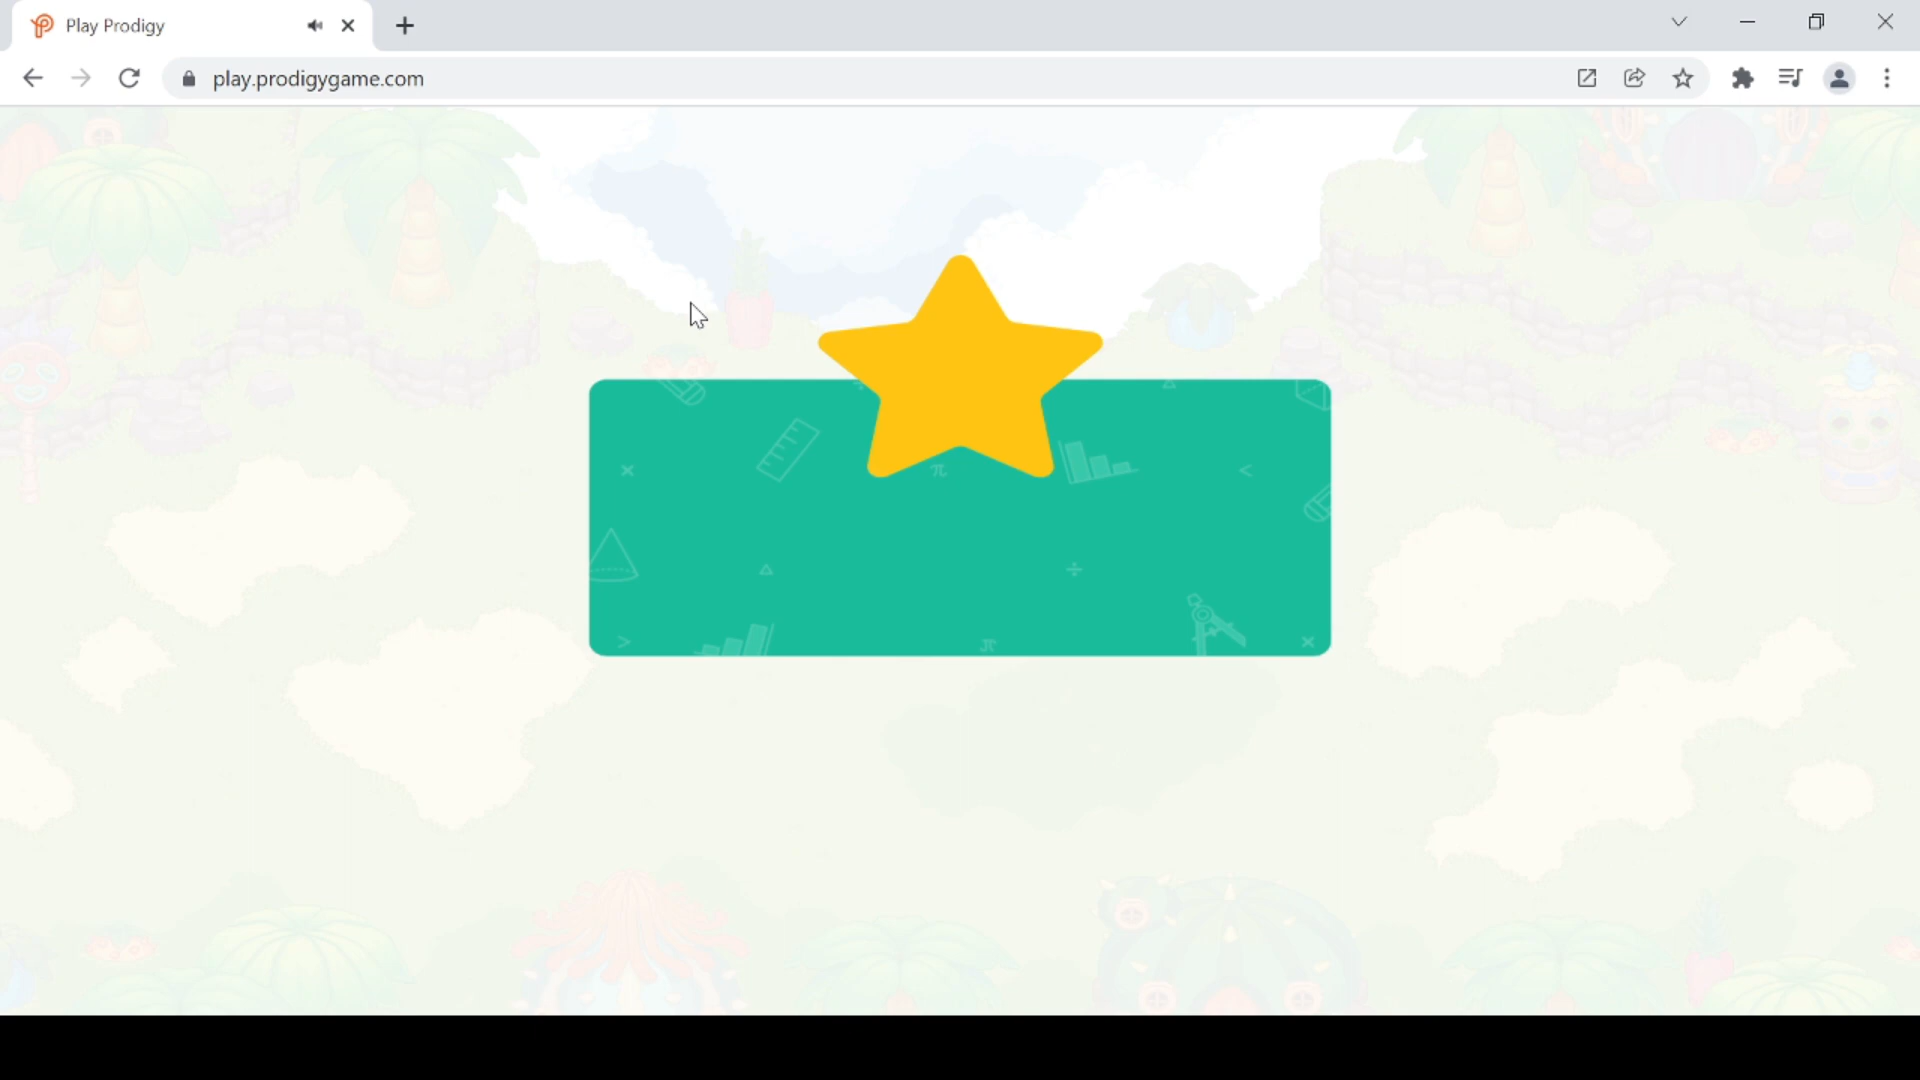 Play Prodigy
play.prodigygame.com
× π <
÷
> π ×